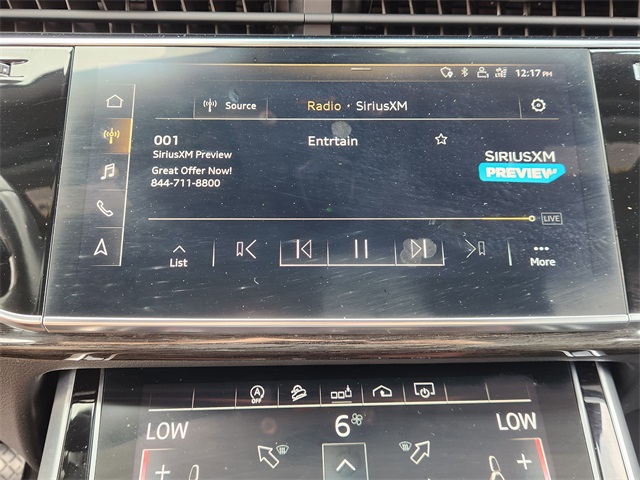 12:17 PM
Source
Radio · SiriusXM
001
Entrtain
SiriusXM Preview
Great Offer Now!
844-711-8800
SIRIUSXM
PREVIEW
LIVE
List
More
A
OFF
LOW
6
LOW
+
+